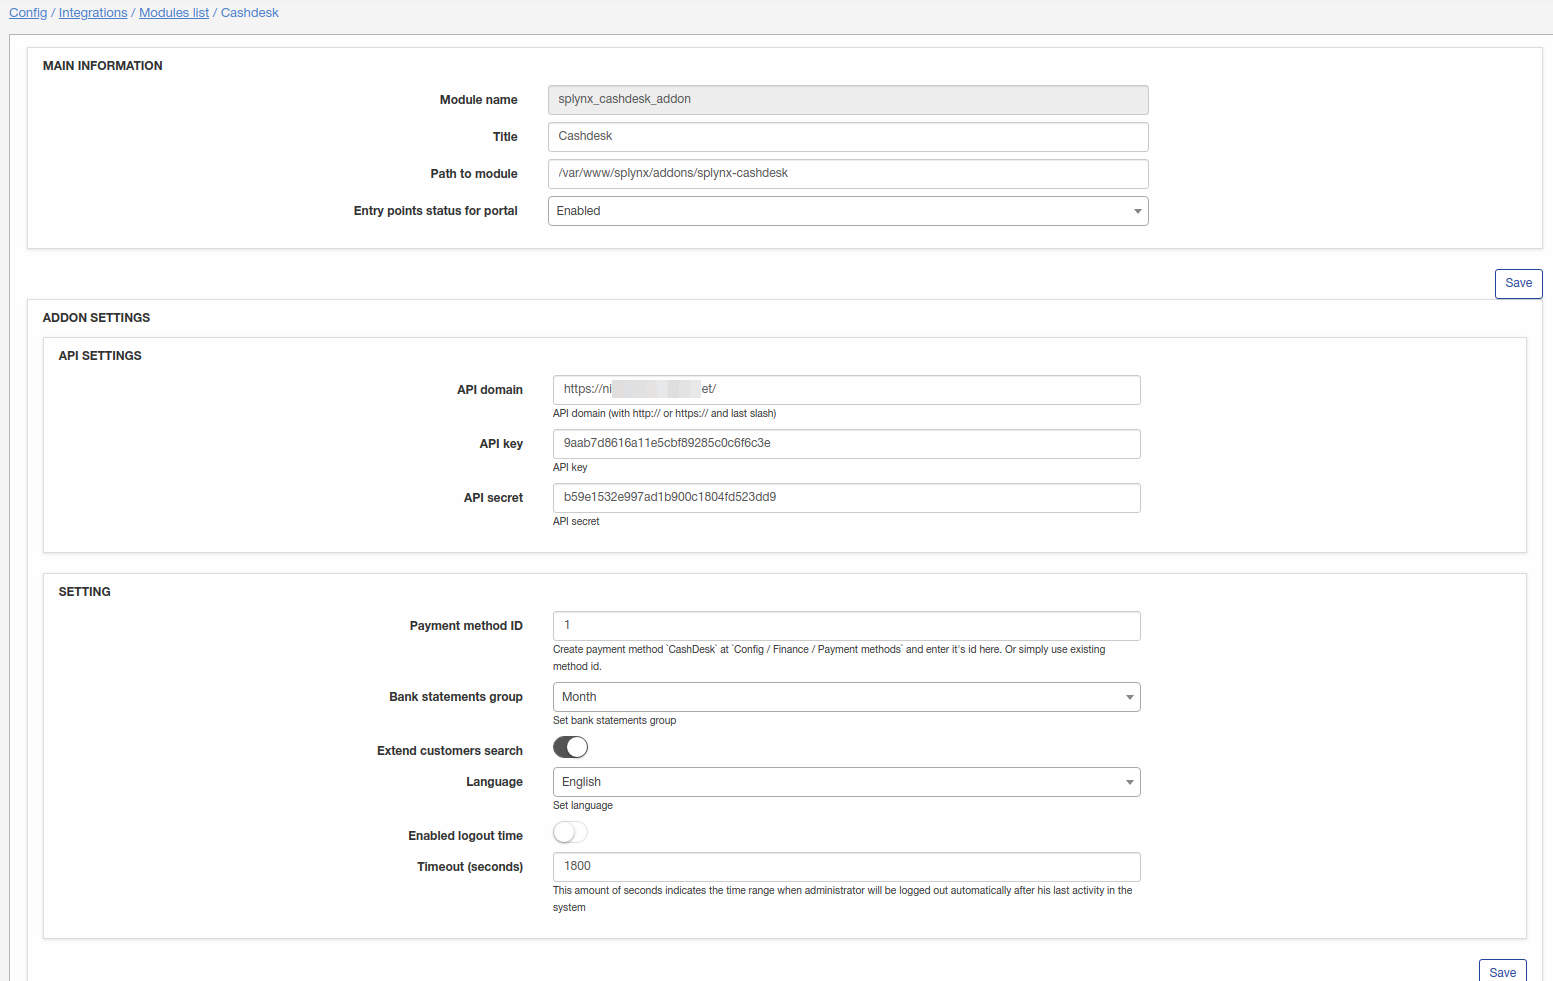 Config / Integrations / Modules list / Cashdesk
MAIN INFORMATION
Module name splynx_cashdesk_addon
Title Cashdesk
Path to module /var/www/splynx/addons/splynx-cashdesk
Entry points status for portal Enabled
Save
ADDON SETTINGS
API SETTINGS
API domain https://ni et/
API domain (with http:// or https:// and last slash)
API key 9aab7d8616a11e5cbf89285c0c6f6c3e
API key
API secret b59e1532e997ad1b900c1804fd523dd9
API secret
SETTING
Payment method ID 1
Create payment method `CashDesk` at `Config / Finance / Payment methods` and enter it's id here. Or simply use existing
method id.
Bank statements group Month
Set bank statements group
Extend customers search
Language English
Set language
Enabled logout time
Timeout (seconds) 1800
This amount of seconds indicates the time range when administrator will be logged out automatically after his last activity in the
system
Save